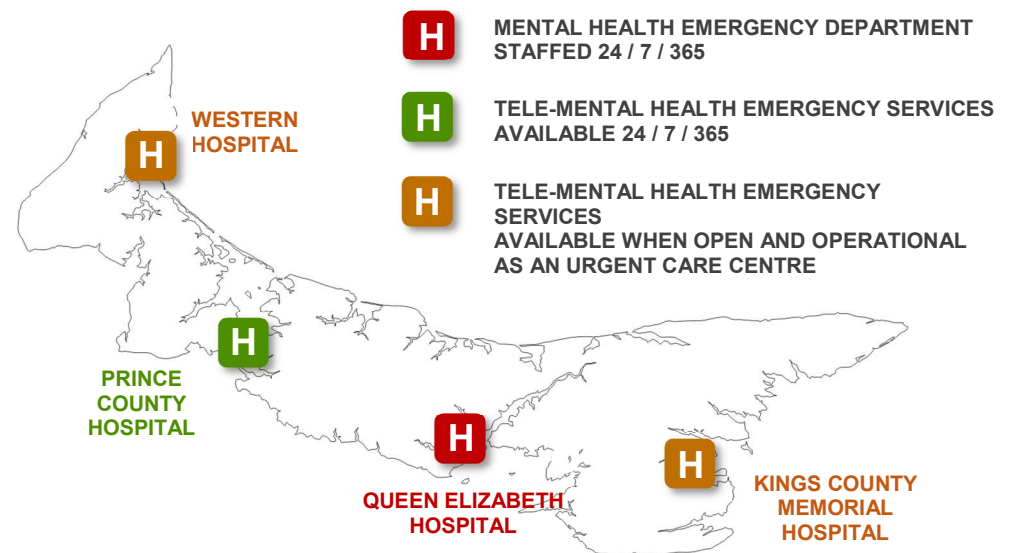 H
MENTAL HEALTH EMERGENCY DEPARTMENT
STAFFED 24 / 7 / 365
H
TELE-MENTAL HEALTH EMERGENCY SERVICES
AVAILABLE 24 / 7 / 365
H
TELE-MENTAL HEALTH EMERGENCY
SERVICES
AVAILABLE WHEN OPEN AND OPERATIONAL
AS AN URGENT CARE CENTRE
H
WESTERN
HOSPITAL
H
PRINCE
COUNTY
HOSPITAL
H
QUEEN ELIZABETH
HOSPITAL
H
KINGS COUNTY
MEMORIAL
HOSPITAL